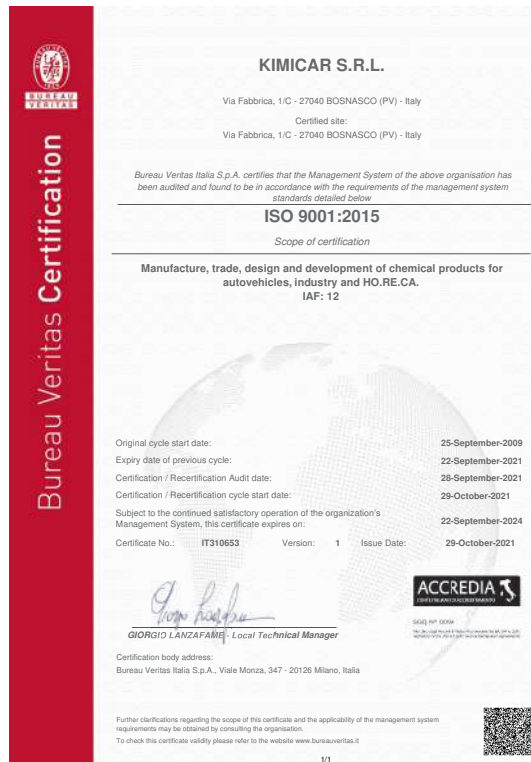 BUREAU
VERITAS
Bureau Veritas Certification
KIMICAR S.R.L.
Via Fabbrica, 1/C - 27040 BOSNASCO (PV) - Italy
Certified site:
Via Fabbrica, 1/C - 27040 BOSNASCO (PV) - Italy
Bureau Veritas Italia S.p.A. certifies that the Management System of the above organisation has
been audited and found to be in accordance with the requirements of the management system
standards detailed below
ISO 9001:2015
Scope of certification
Manufacture, trade, design and development of chemical products for
autovehicles, industry and HO.RE.CA.
IAF: 12
Original cycle start date: 25-September-2009
Expiry date of previous cycle: 22-September-2021
Certification / Recertification Audit date: 28-September-2021
Certification / Recertification cycle start date: 29-October-2021
Subject to the continued satisfactory operation of the organization's
Management System, this certificate expires on: 22-September-2024
Certificate No.: IT310653 Version: 1 Issue Date: 29-October-2021
ACCREDIA
GIORGIO LANZAFAME - Local Technical Manager
Certification body address:
Bureau Veritas Italia S.p.A., Viale Monza, 347 - 20126 Milano, Italia
Further clarifications regarding the scope of this certificate and the applicability of the management system
requirements may be obtained by consulting the organisation.
To check this certificate validity please refer to the website www.bureauveritas.it
1/1